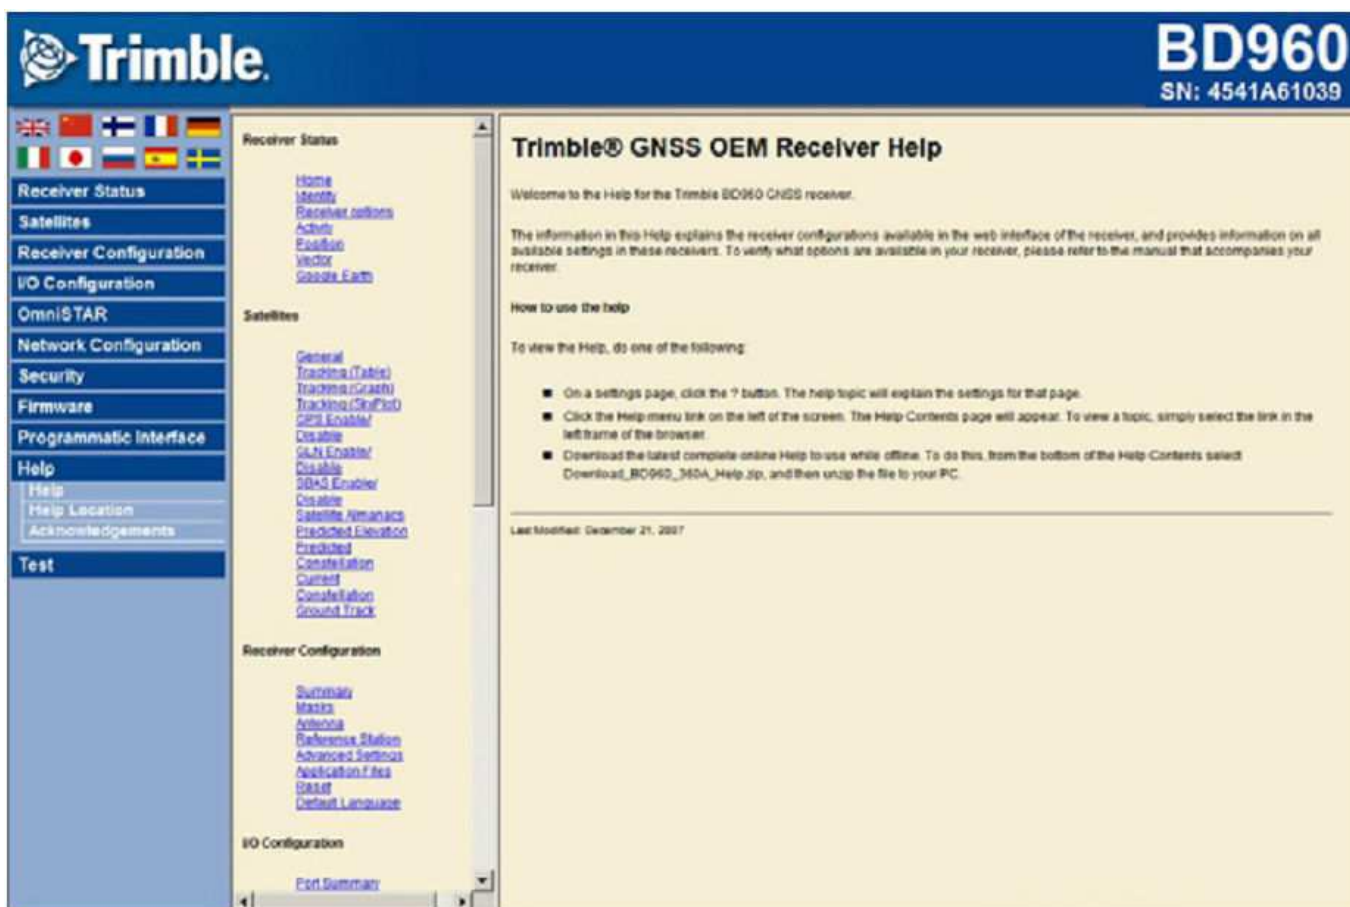 Trimble.
BD960
SN: 4541A61039
Receiver Status
Satellites
Receiver Configuration
I/O Configuration
OmniSTAR
Network Configuration
Security
Firmware
Programmatic Interface
Help
Help
Help Location
Acknowledgements
Test
Receiver Status
Home
Identity
Receiver options
Activity
Position
Vector
Google Earth
Satellites
General
Tracking (Table)
Tracking (Graph)
Tracking (SkyPlot)
GPS Enable/
Disable
GLN Enable/
Disable
SBAS Enable/
Disable
Satellite Almanacs
Predicted Elevation
Predicted
Constellation
Current
Constellation
Ground Track
Receiver Configuration
Summary
Masks
Antenna
Reference Station
Advanced Settings
Application Files
Reset
Default Language
I/O Configuration
Port Summary
Trimble® GNSS OEM Receiver Help
Welcome to the Help for the Trimble BD960 GNSS receiver.
The information in this Help explains the receiver configurations available in the web interface of the receiver, and provides information on all
available settings in these receivers. To verify what options are available in your receiver, please refer to the manual that accompanies your
receiver.
How to use the help
To view the Help, do one of the following:
On a settings page, click the ? button. The help topic will explain the settings for that page.
Click the Help menu link on the left of the screen. The Help Contents page will appear. To view a topic, simply select the link in the
left frame of the browser.
Download the latest complete online Help to use while offline. To do this, from the bottom of the Help Contents select
Download_BD960_360A_Help.zip, and then unzip the file to your PC.
Last Modified: December 21, 2007